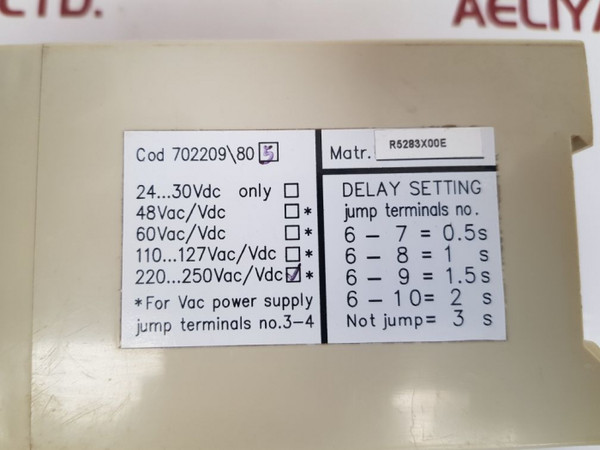 LTD.
AELIYA
Cod 702209\80 5
24...30Vdc only
48Vac/Vdc *
60Vac/Vdc *
110...127Vac/Vdc *
220...250Vac/Vdc *
*For Vac power supply
jump terminals no.3-4
Matr. R5283X00E
DELAY SETTING
jump terminals no.
6 - 7 = 0.5s
6 - 8 = 1 s
6 - 9 = 1.5s
6 - 10= 2 s
Not jump= 3 s